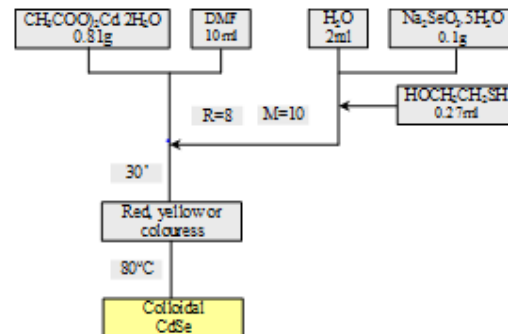 CH₃COO)₂Cd 2H₂O
0.81g
DMF
10ml
H₂O
2ml
Na₂SeO₃.5H₂O
0.1g
HOCH₂CH₂SH
0.27ml
R=8 M=10
30˚
Red, yellow or
colouress
80°C
Colloidal
CdSe